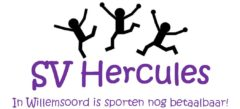 SV Hercules
In Willemsoord is sporten nog betaalbaar!